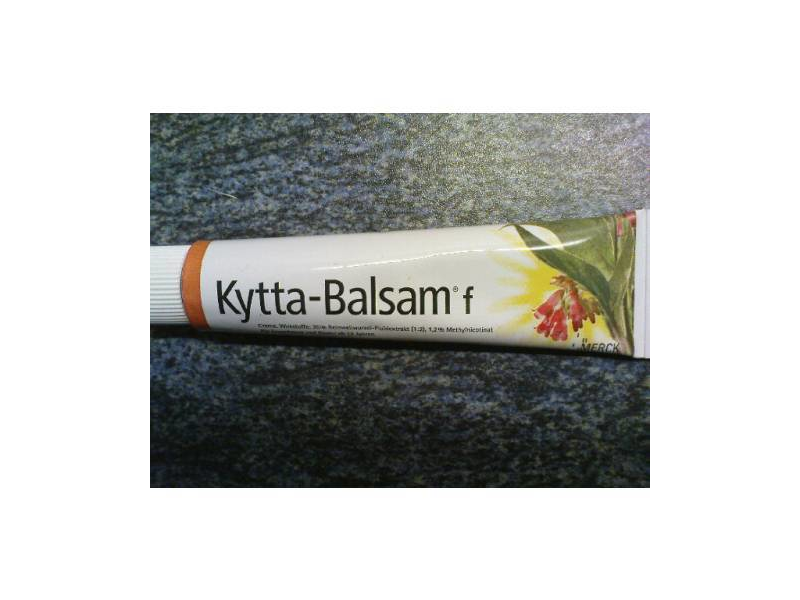 Kytta-Balsam® f
Creme, Wirkstoffe: 35% Beinwellwurzel-Fluidextrakt (1:2), 1,2% Methylnicotinat
MERCK